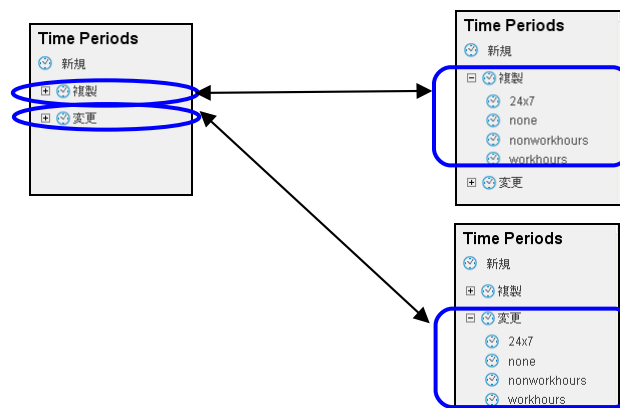 Time Periods
新規
複製
変更
Time Periods
新規
複製
24x7
none
nonworkhours
workhours
変更
Time Periods
新規
複製
変更
24x7
none
nonworkhours
workhours